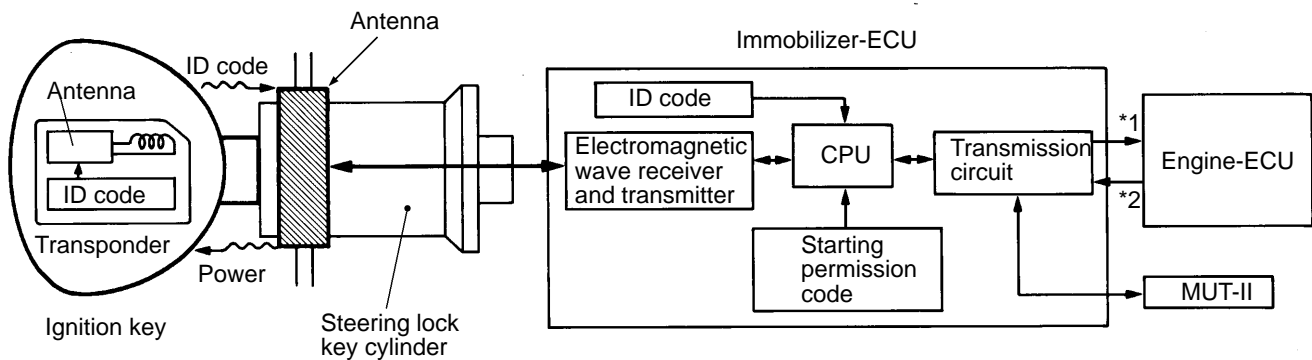 Antenna
Immobilizer-ECU
ID code
Antenna
ID code
Transponder
Power
Ignition key
Steering lock
key cylinder
ID code
Electromagnetic
wave receiver
and transmitter
CPU
Starting
permission
code
Transmission
circuit
*1
*2
Engine-ECU
MUT-II